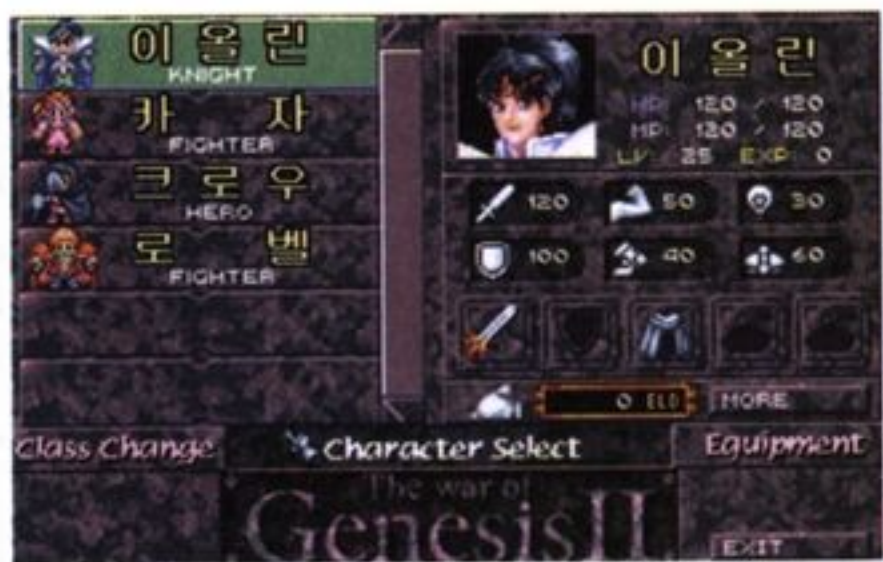 이올린
KNIGHT
카 자
FIGHTER
크로우
HERO
로 벨
FIGHTER
이올린
HP: 120 / 120
MP: 120 / 120
LV: 25 EXP: 0
120 50 30
100 40 60
0 ELD MORE
Class Change Character Select Equipment
The war of
Genesis II
EXIT